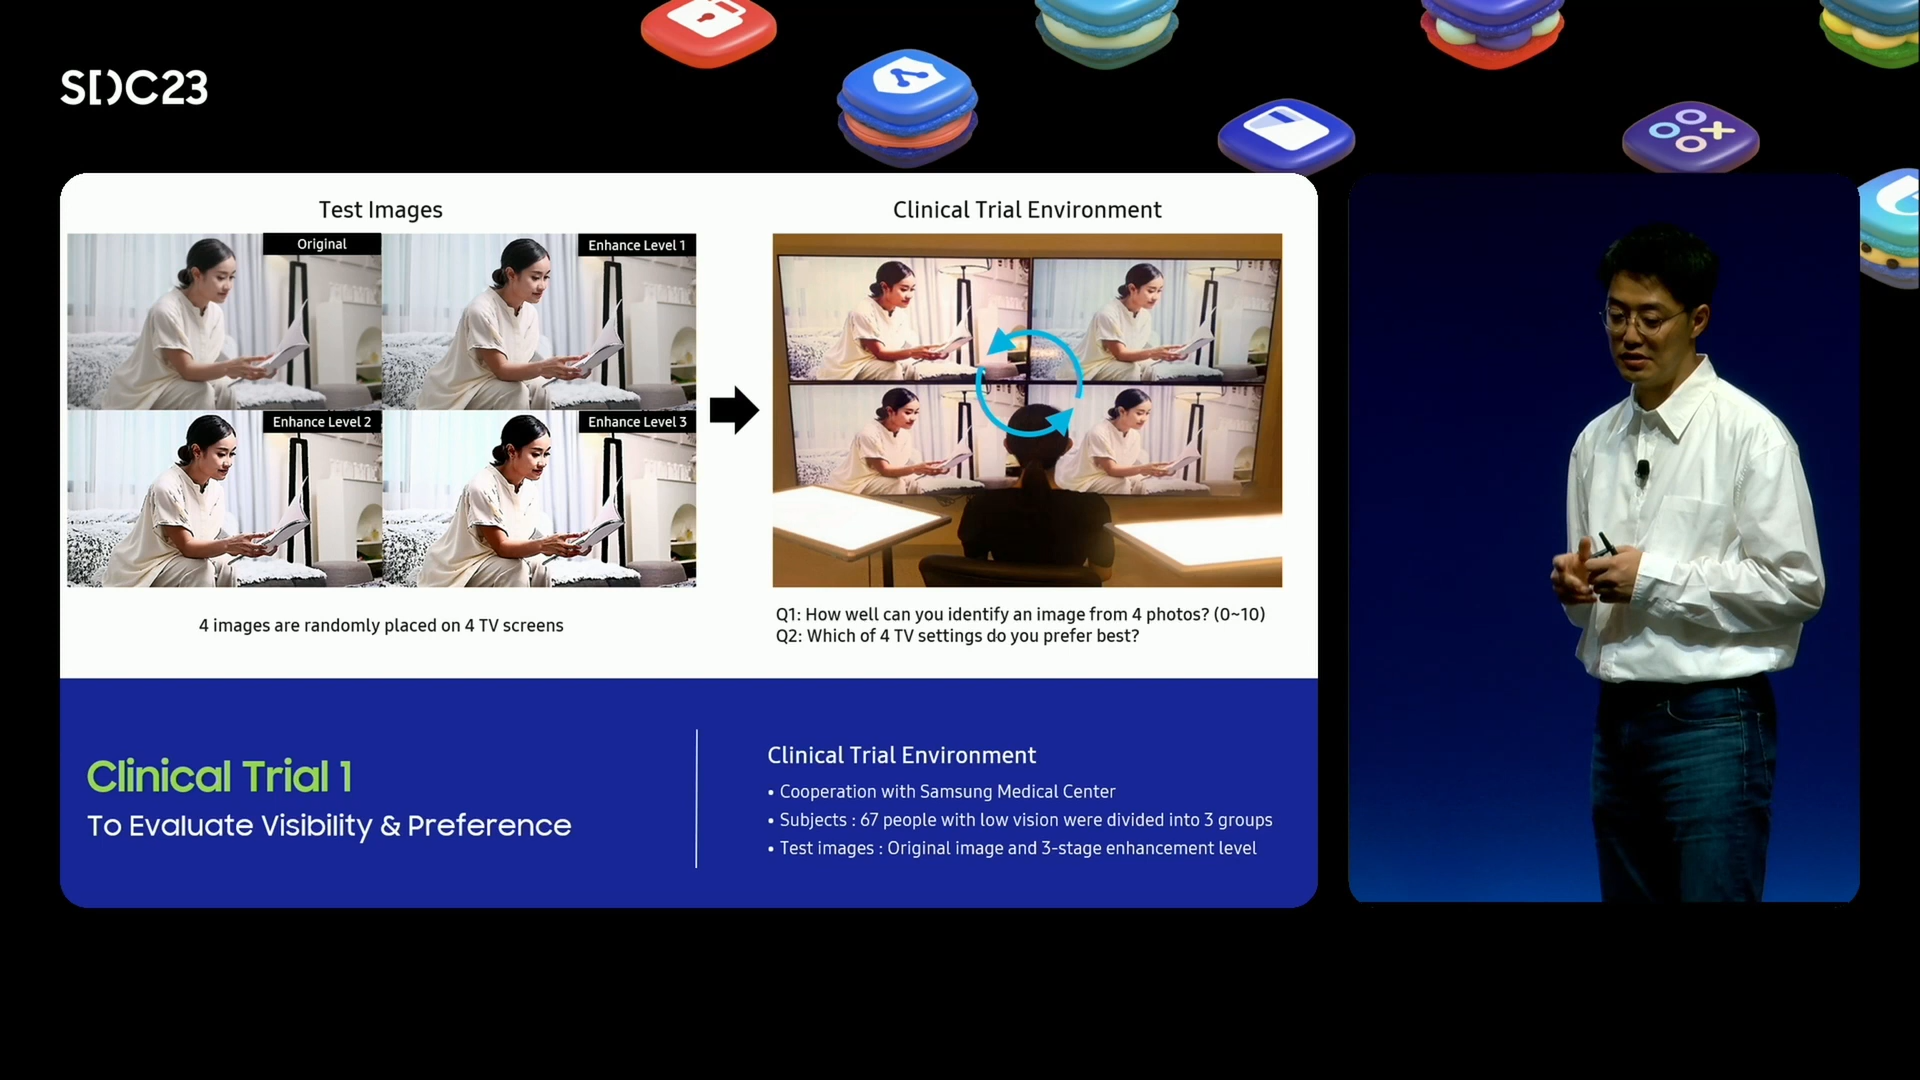 SDC23
Test Images
Clinical Trial Environment
Original
Enhance Level 1
Enhance Level 2
Enhance Level 3
4 images are randomly placed on 4 TV screens
Q1: How well can you identify an image from 4 photos? (0~10)
Q2: Which of 4 TV settings do you prefer best?
Clinical Trial 1
To Evaluate Visibility & Preference
Clinical Trial Environment
• Cooperation with Samsung Medical Center
• Subjects : 67 people with low vision were divided into 3 groups
• Test images : Original image and 3-stage enhancement level